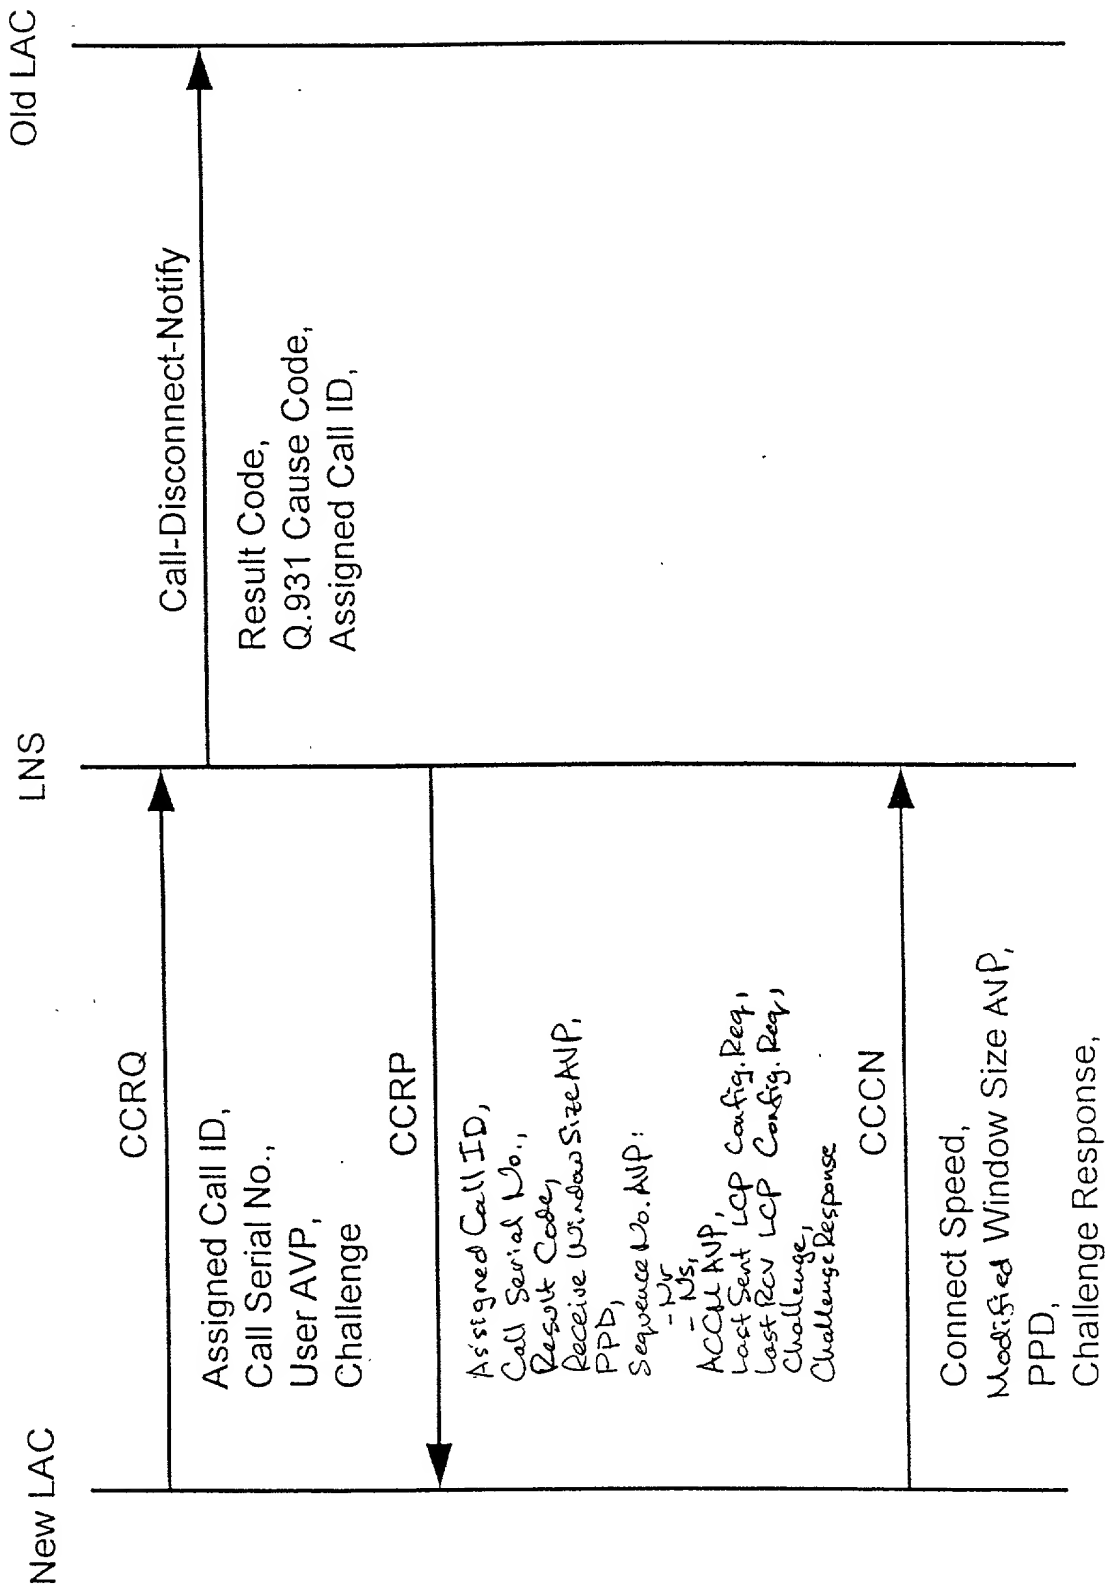 New LAC
LNS
Old LAC
CCRQ
Assigned Call ID,
Call Serial No.,
User AVP,
Challenge
Call-Disconnect-Notify
Result Code,
Q.931 Cause Code,
Assigned Call ID,
CCRP
Assigned Call ID,
Call Serial No.,
Result Code,
Receive Window Size AVP,
PPD,
Sequence No. AVP:
- Nr
- Ns,
ACCM AVP,
Last Sent LCP Config. Req,
Last Rcv LCP Config. Req,
Challenge,
Challenge Response
CCCN
Connect Speed,
Modified Window Size AVP,
PPD,
Challenge Response,